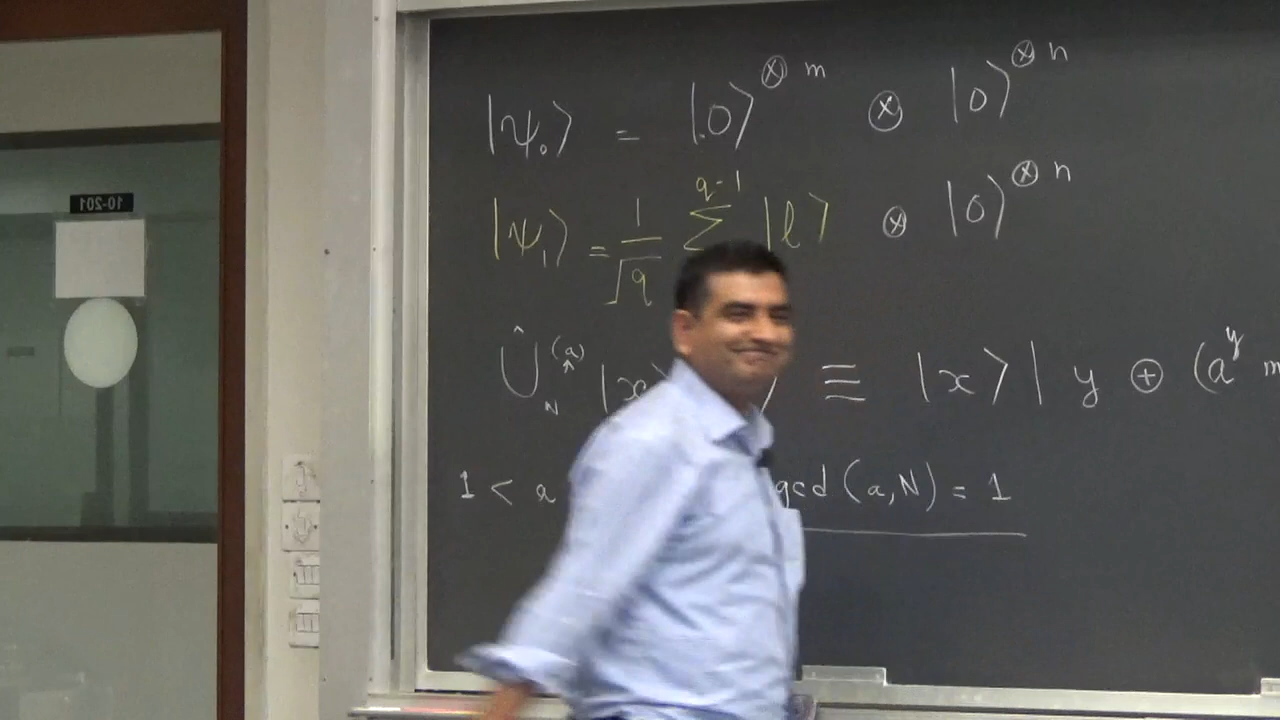 |ψ₀⟩ = |0⟩^⊗m ⊗ |0⟩^⊗n
|ψ₁⟩ = 1/√q Σ^q-1 |ℓ⟩ ⊗ |0⟩^⊗n
Û_N^(a) |x⟩ ⟩ ≡ |x⟩ | y ⊕ (a^y m
1 < a gcd (a,N) = 1
10-201